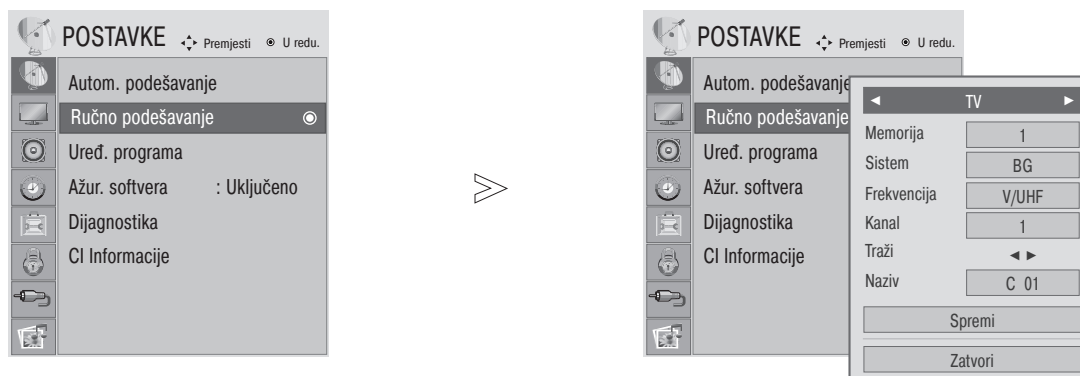 POSTAVKE Premjesti U redu.
Autom. podešavanje
Ručno podešavanje
Uređ. programa
Ažur. softvera : Uključeno
Dijagnostika
CI Informacije
POSTAVKE Premjesti U redu.
Autom. podešavanje
Ručno podešavanje
Uređ. programa
Ažur. softvera
Dijagnostika
CI Informacije
◄ TV ►
Memorija 1
Sistem BG
Frekvencija V/UHF
Kanal 1
Traži ◄ ►
Naziv C 01
Spremi
Zatvori